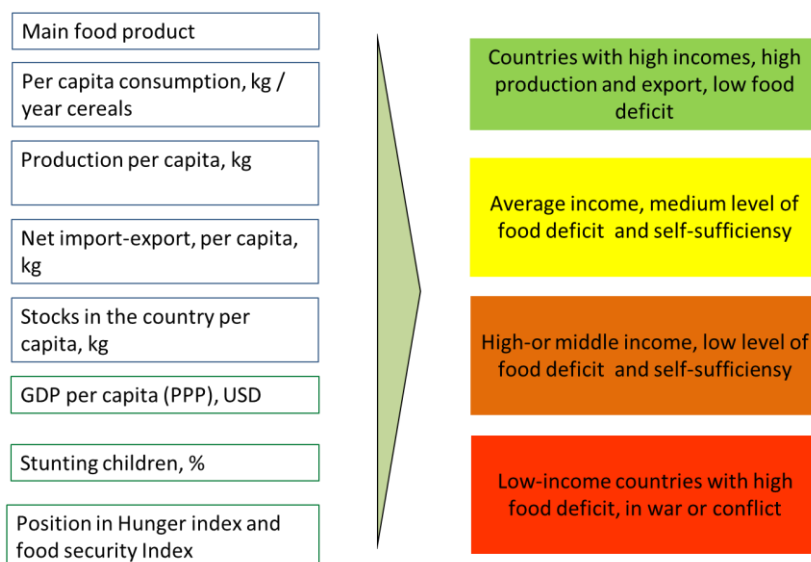 Main food product
Per capita consumption, kg /
year cereals
Production per capita, kg
Net import-export, per capita,
kg
Stocks in the country per
capita, kg
GDP per capita (PPP), USD
Stunting children, %
Position in Hunger index and
food security Index
Countries with high incomes, high
production and export, low food
deficit
Average income, medium level of
food deficit and self-sufficiensy
High-or middle income, low level of
food deficit and self-sufficiensy
Low-income countries with high
food deficit, in war or conflict